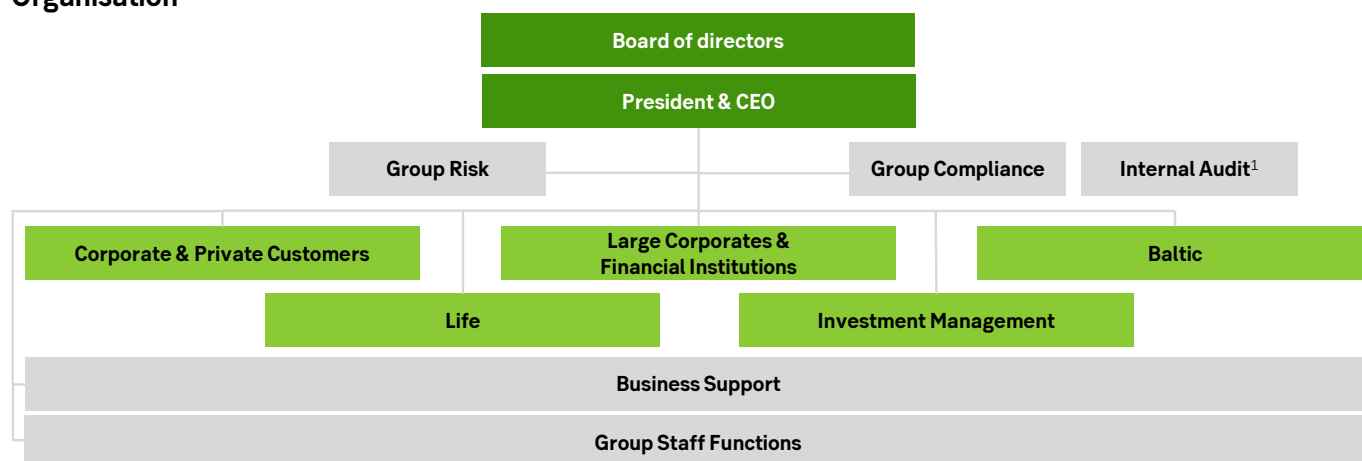 Organisation
Board of directors
President & CEO
Group Risk
Group Compliance
Internal Audit¹
Corporate & Private Customers
Large Corporates &
Financial Institutions
Baltic
Life
Investment Management
Business Support
Group Staff Functions